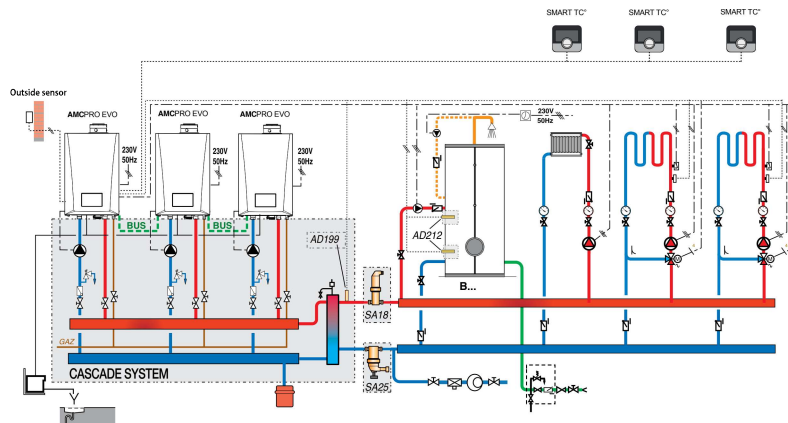 SMART TC°
SMART TC°
SMART TC°
Outside sensor
AMCPRO EVO
AMCPRO EVO
AMCPRO EVO
230V
50Hz
230V
50Hz
230V
50Hz
230V
50Hz
BUS
BUS
AD199
AD212
B...
SA18
GAZ
SA25
CASCADE SYSTEM